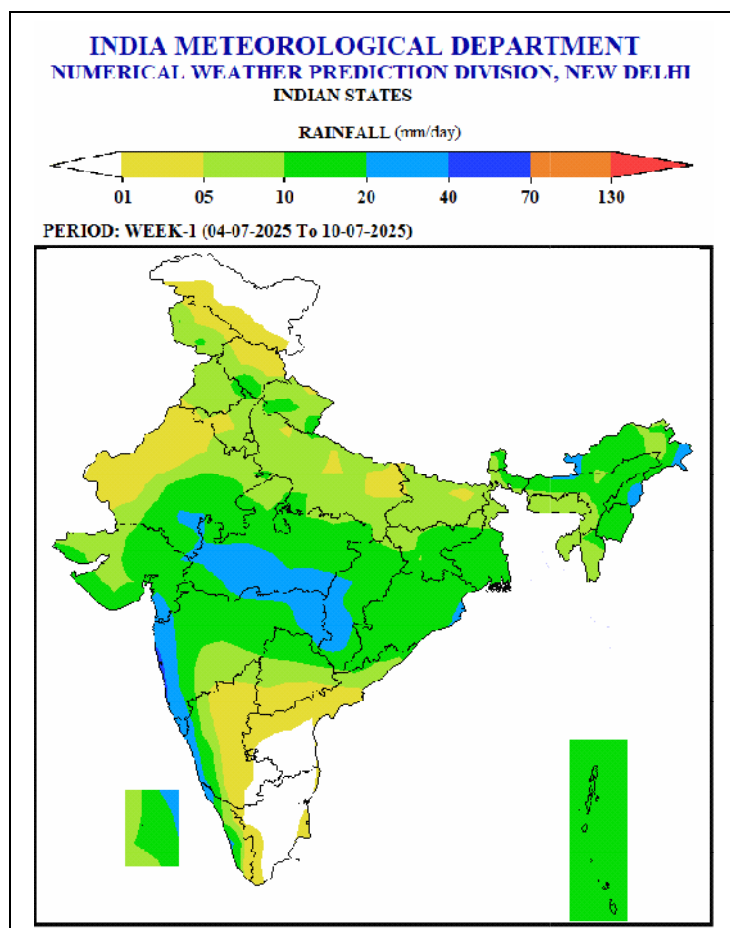 INDIA METEOROLOGICAL DEPARTMENT
NUMERICAL WEATHER PREDICTION DIVISION, NEW DELHI
INDIAN STATES
RAINFALL (mm/day)
01 05 10 20 40 70 130
PERIOD: WEEK-1 (04-07-2025 To 10-07-2025)